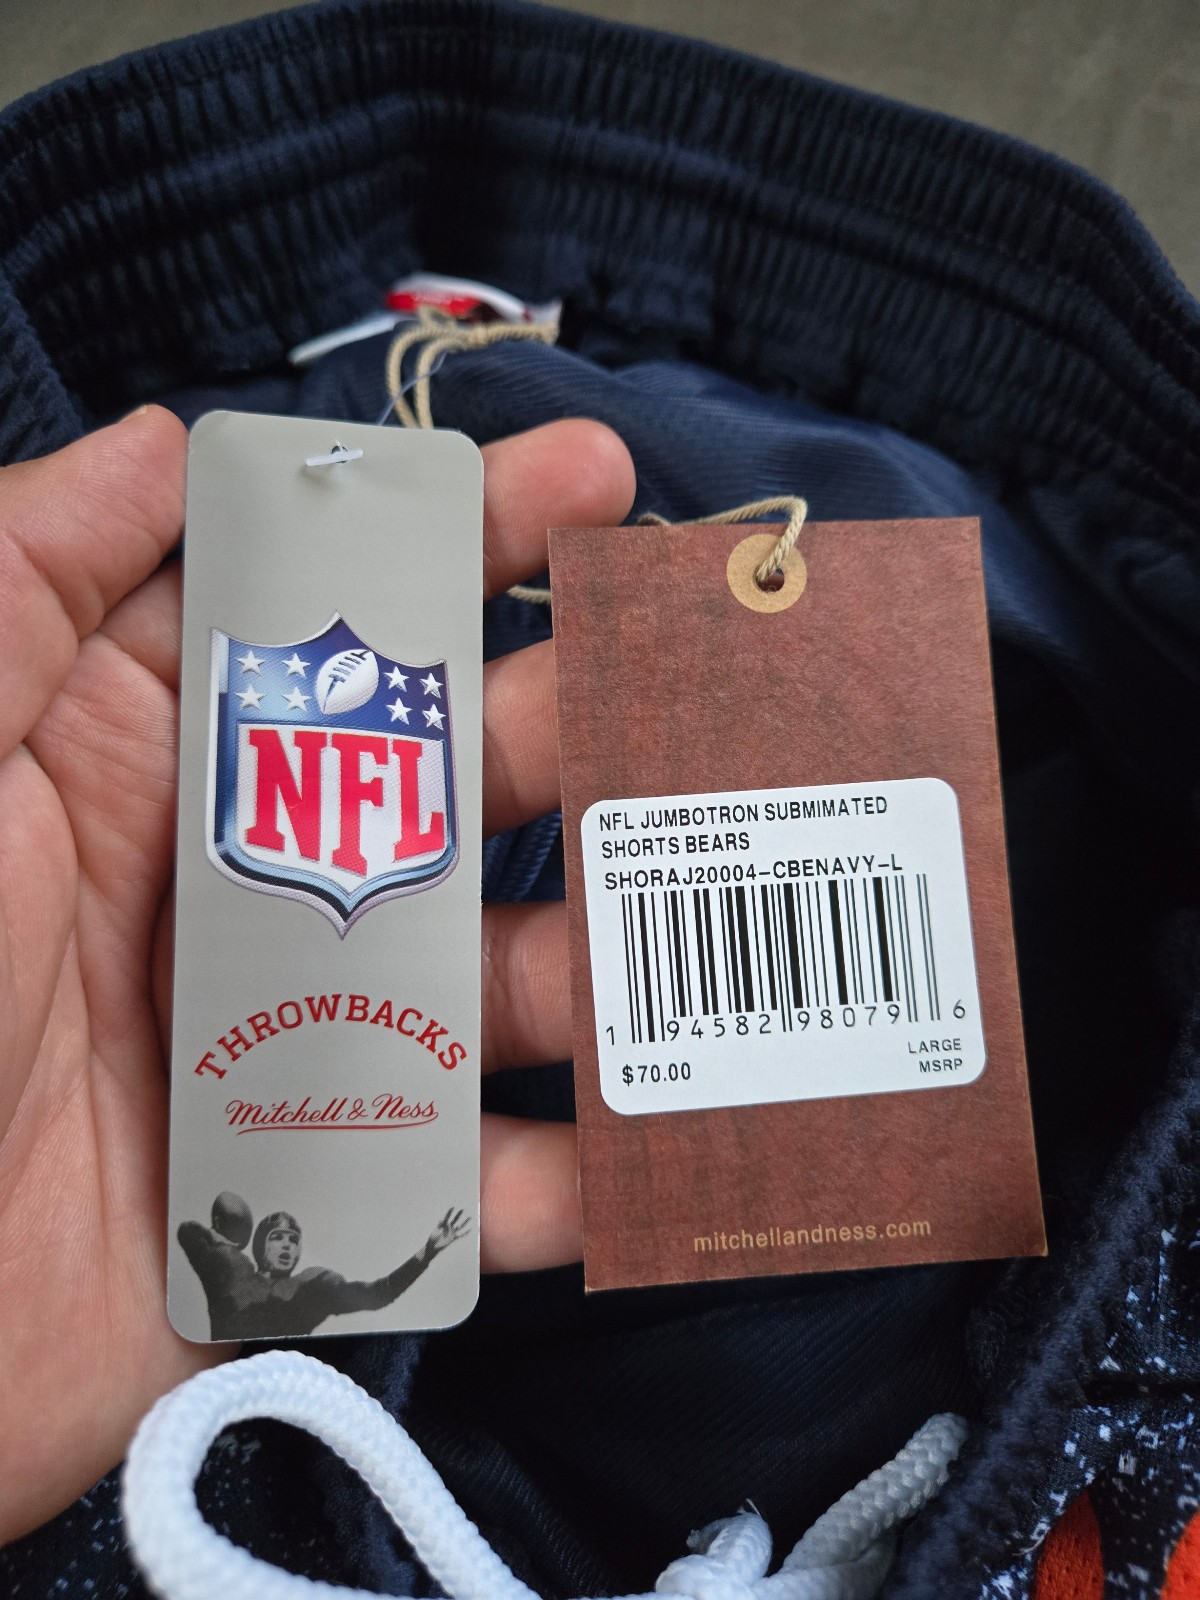 NFL
THROWBACKS
Mitchell & Ness
NFL JUMBOTRON SUBMIMATED
SHORTS BEARS
SHORAJ20004-CBENAVY-L
1 94582 98079 6
$70.00
LARGE
MSRP
mitchellandness.com